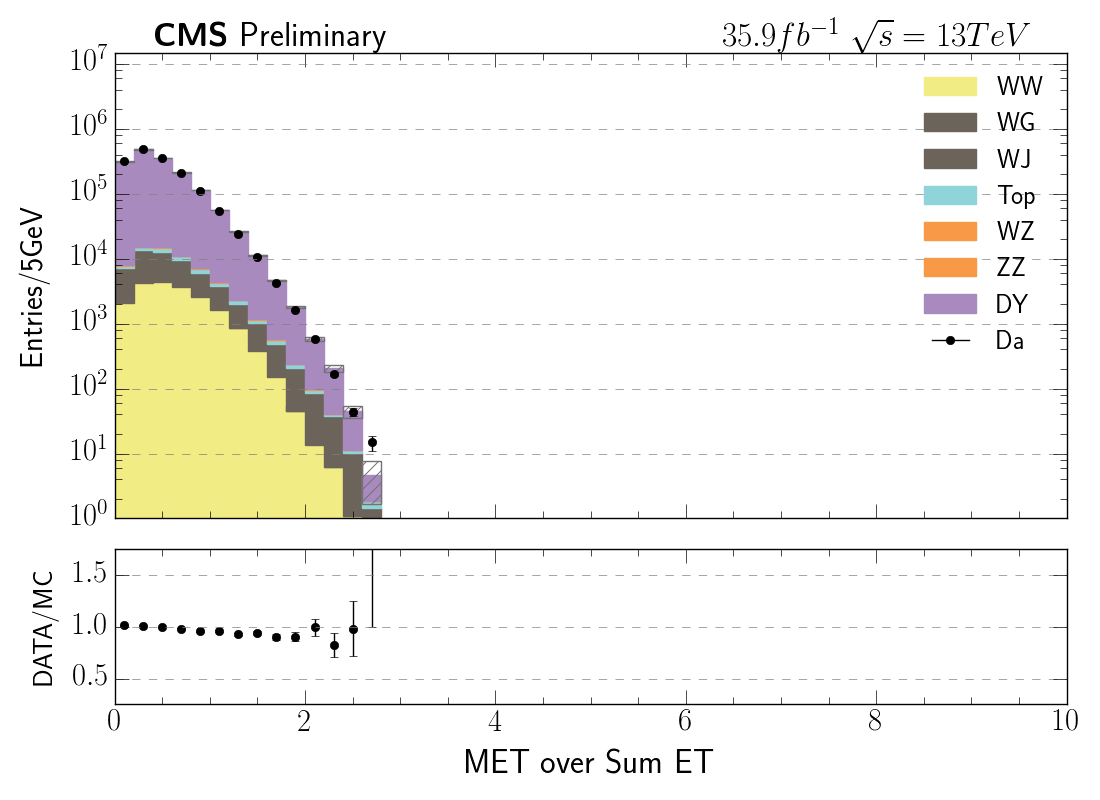 CMS Preliminary 35.9fb⁻¹ √s = 13TeV
10⁷
10⁶
10⁵
10⁴
10³
10²
10¹
10⁰
Entries/5GeV
WW
WG
WJ
Top
WZ
ZZ
DY
Da
1.5
1.0
0.5
DATA/MC
0 2 4 6 8 10
MET over Sum ET